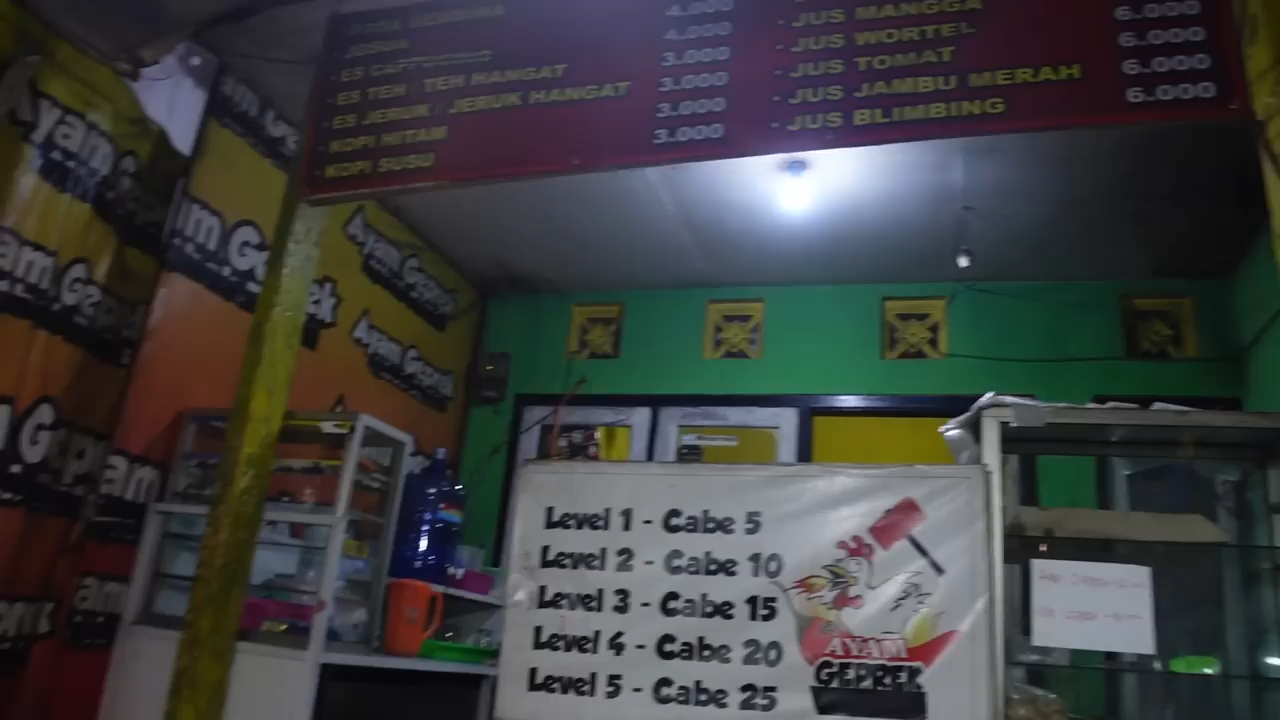 JOSUA
4.000
4.000
- ES TEH / TEH HANGAT
3.000
- ES JERUK / JERUK HANGAT
3.000
- KOPI HITAM
3.000
- KOPI SUSU
3.000
- JUS MANGGA
6.000
- JUS WORTEL
6.000
- JUS TOMAT
6.000
- JUS JAMBU MERAH
6.000
- JUS BLIMBING
Ayam
am
Ayam Geprek
Ayam Geprek
Level 1 - Cabe 5
Level 2 - Cabe 10
Level 3 - Cabe 15
Level 4 - Cabe 20
Level 5 - Cabe 25
AYAM
GEPREK